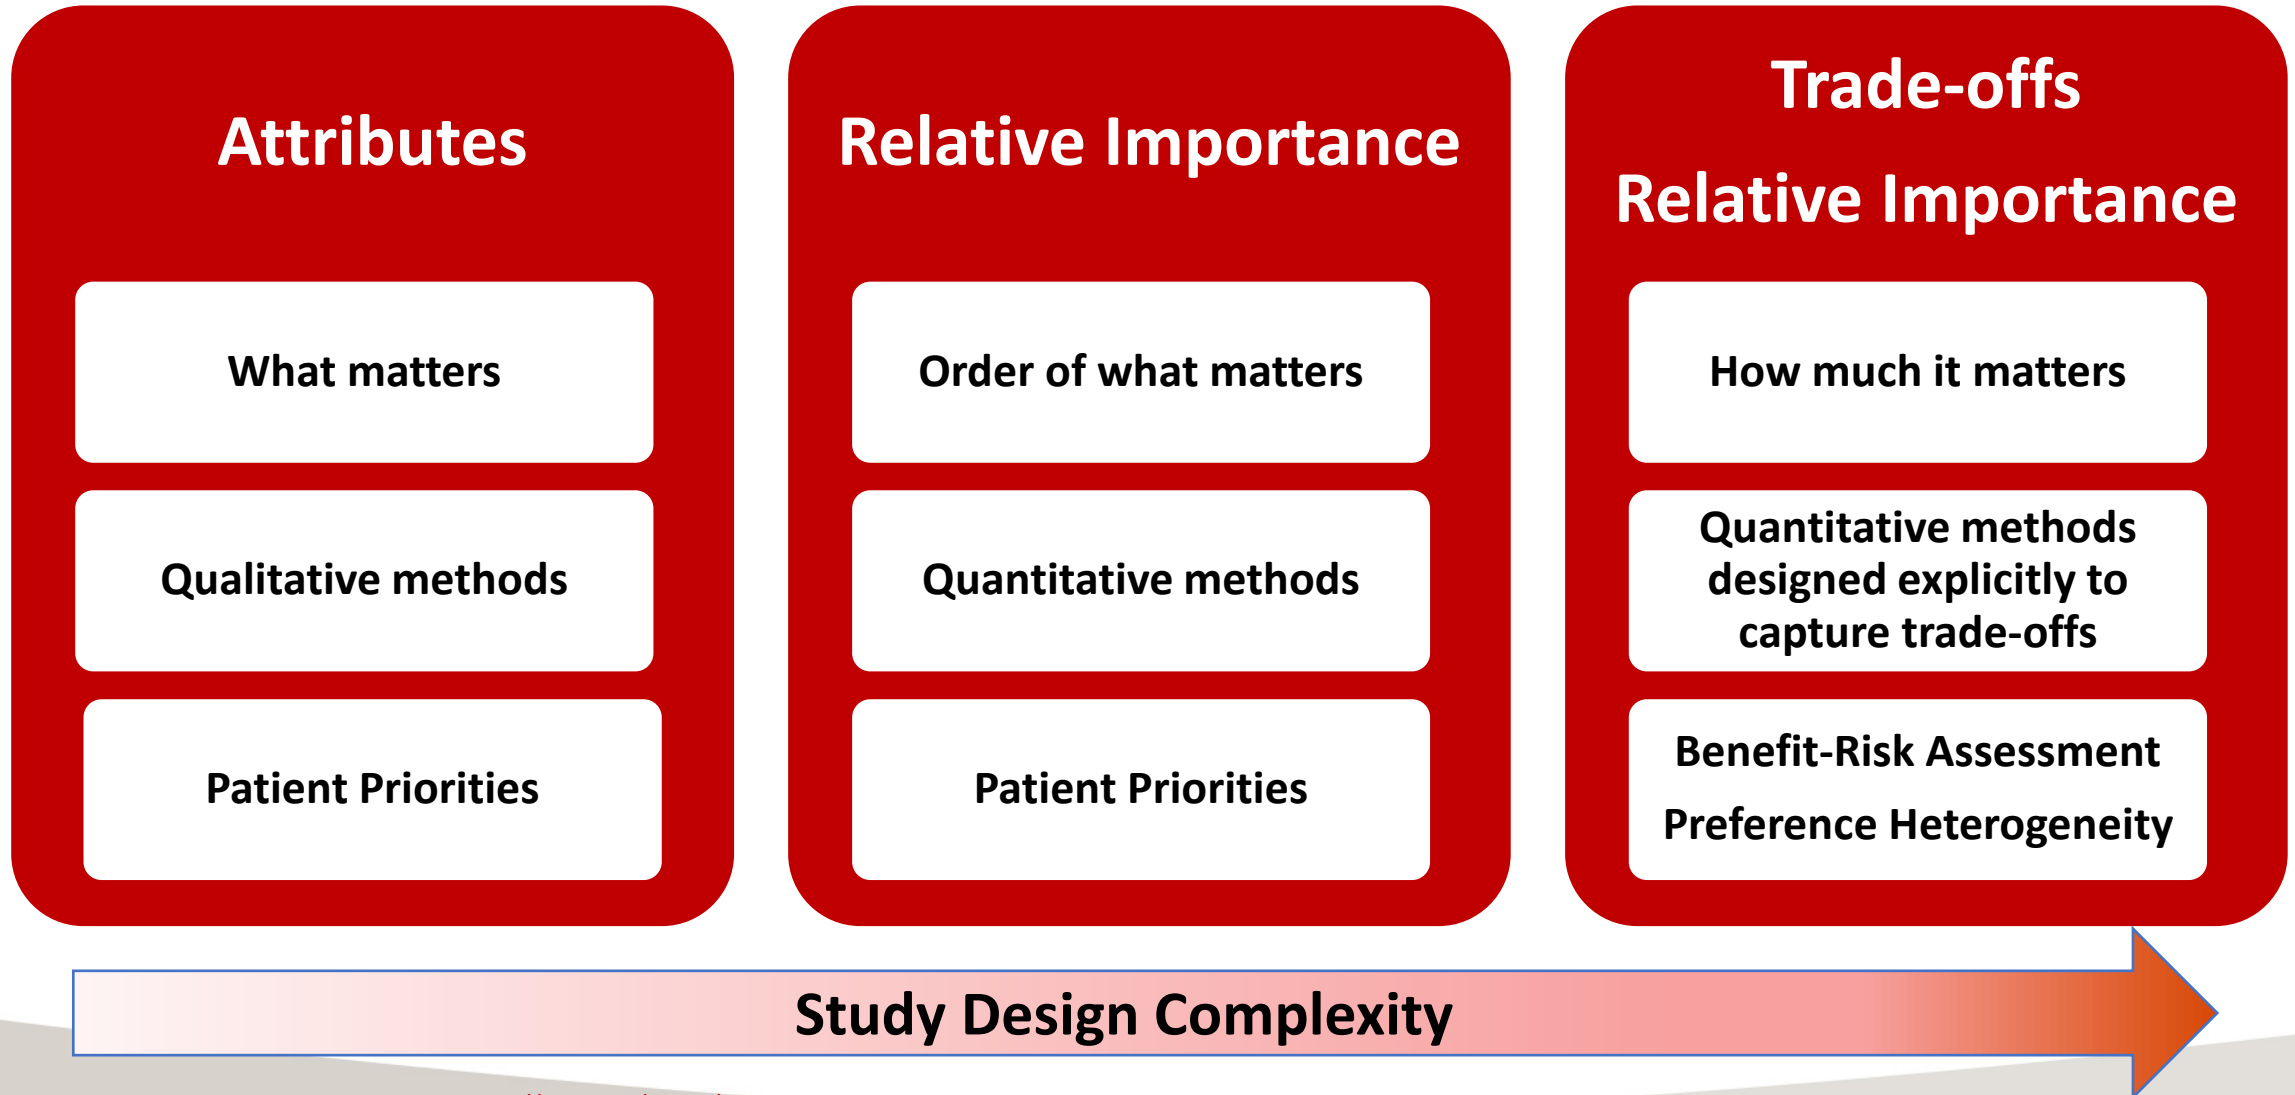 Attributes
What matters
Qualitative methods
Patient Priorities
Relative Importance
Order of what matters
Quantitative methods
Patient Priorities
Trade-offs
Relative Importance
How much it matters
Quantitative methods
designed explicitly to
capture trade-offs
Benefit-Risk Assessment
Preference Heterogeneity
Study Design Complexity